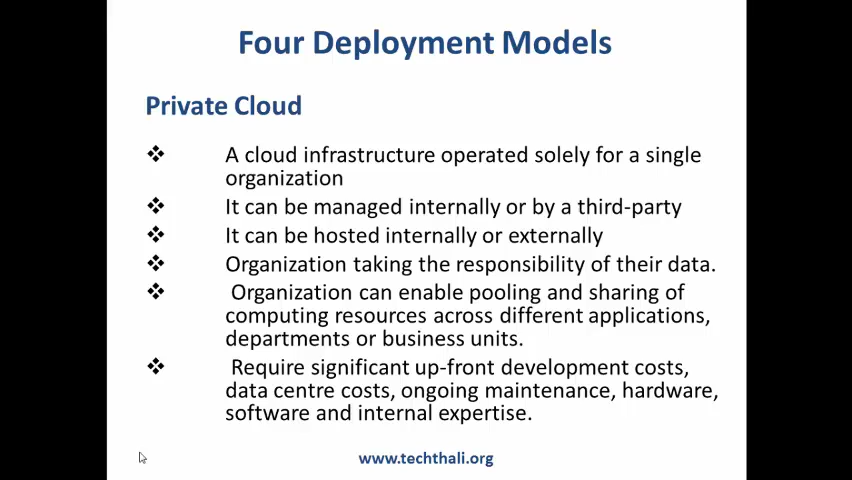 Four Deployment Models
Private Cloud
❖ A cloud infrastructure operated solely for a single
organization
❖ It can be managed internally or by a third-party
❖ It can be hosted internally or externally
❖ Organization taking the responsibility of their data.
❖ Organization can enable pooling and sharing of
computing resources across different applications,
departments or business units.
❖ Require significant up-front development costs,
data centre costs, ongoing maintenance, hardware,
software and internal expertise.
www.techthali.org